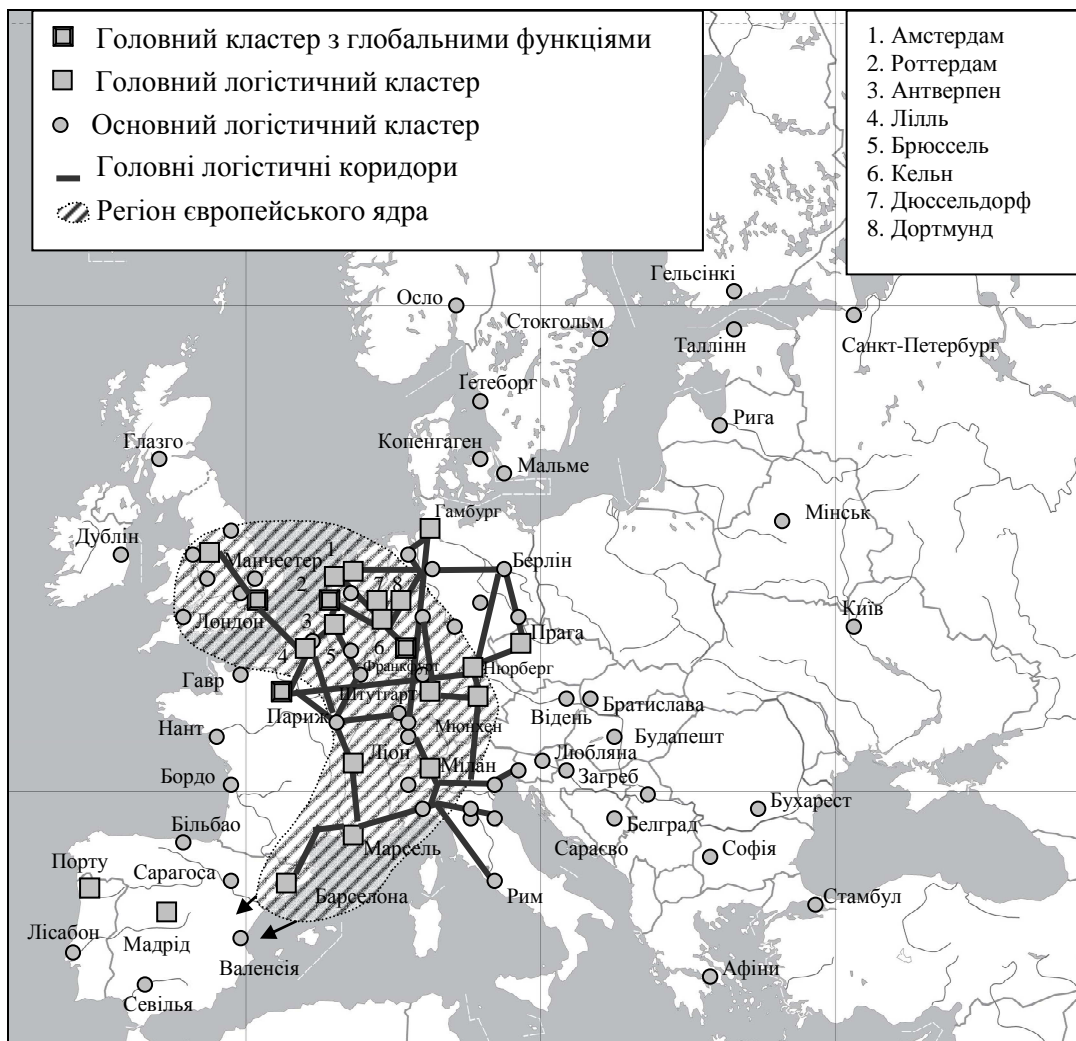 Головний кластер з глобальними функціями
Головний логістичний кластер
Основний логістичний кластер
Головні логістичні коридори
Регіон європейського ядра
1. Амстердам
2. Роттердам
3. Антверпен
4. Лілль
5. Брюссель
6. Кельн
7. Дюссельдорф
8. Дортмунд
Гельсінкі
Осло
Стокгольм
Таллінн
Санкт-Петербург
Ґетеборг
Рига
Глазго
Копенгаген
Мальме
Гамбург
Мінськ
Дублін
Манчестер
1
Берлін
2
7
8
Київ
Лондон
3
Прага
4
5
6
Франкфурт
Нюрберг
Гавр
Штутгарт
Париж
Відень
Братислава
Нант
Мюнхен
Будапешт
Ліон
Мілан
Любляна
Загреб
Бордо
Бухарест
Більбао
Марсель
Белград
Сараєво
Софія
Порту
Сарагоса
Барселона
Рим
Стамбул
Лісабон
Мадрід
Валенсія
Афіни
Севілья